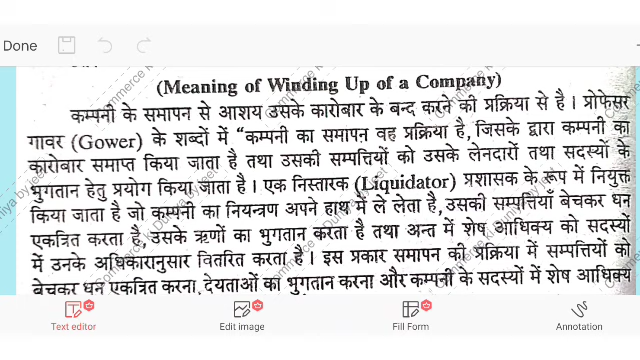 Done
(Meaning of Winding Up of a Company)
कम्पनी के समापन से आशय उसके कारोबार के बन्द करने की प्रक्रिया से है। प्रोफेसर
गावर (Gower) के शब्दों में “कम्पनी का समापन वह प्रक्रिया है, जिसके द्वारा कम्पनी का
कारोबार समाप्त किया जाता है तथा उसकी सम्पत्तियों को उसके लेनदारों तथा सदस्यों के
भुगतान हेतु प्रयोग किया जाता है। एक निस्तारक (Liquidator) प्रशासक के रूप में नियुक्त
किया जाता है जो कम्पनी का नियन्त्रण अपने हाथ में ले लेता है, उसकी सम्पत्तियाँ बेचकर धन
एकत्रित करता है, उसके ऋणों का भुगतान करता है तथा अन्त में शेष आधिक्य को सदस्यों
में उनके अधिकारानुसार वितरित करता है। इस प्रकार समापन की प्रक्रिया में सम्पत्तियों को
बेचकर धन एकत्रित करना, देयताओं का भुगतान करना और कम्पनी के सदस्यों में शेष आधिक्य
Text editor
Edit image
Fill Form
Annotation